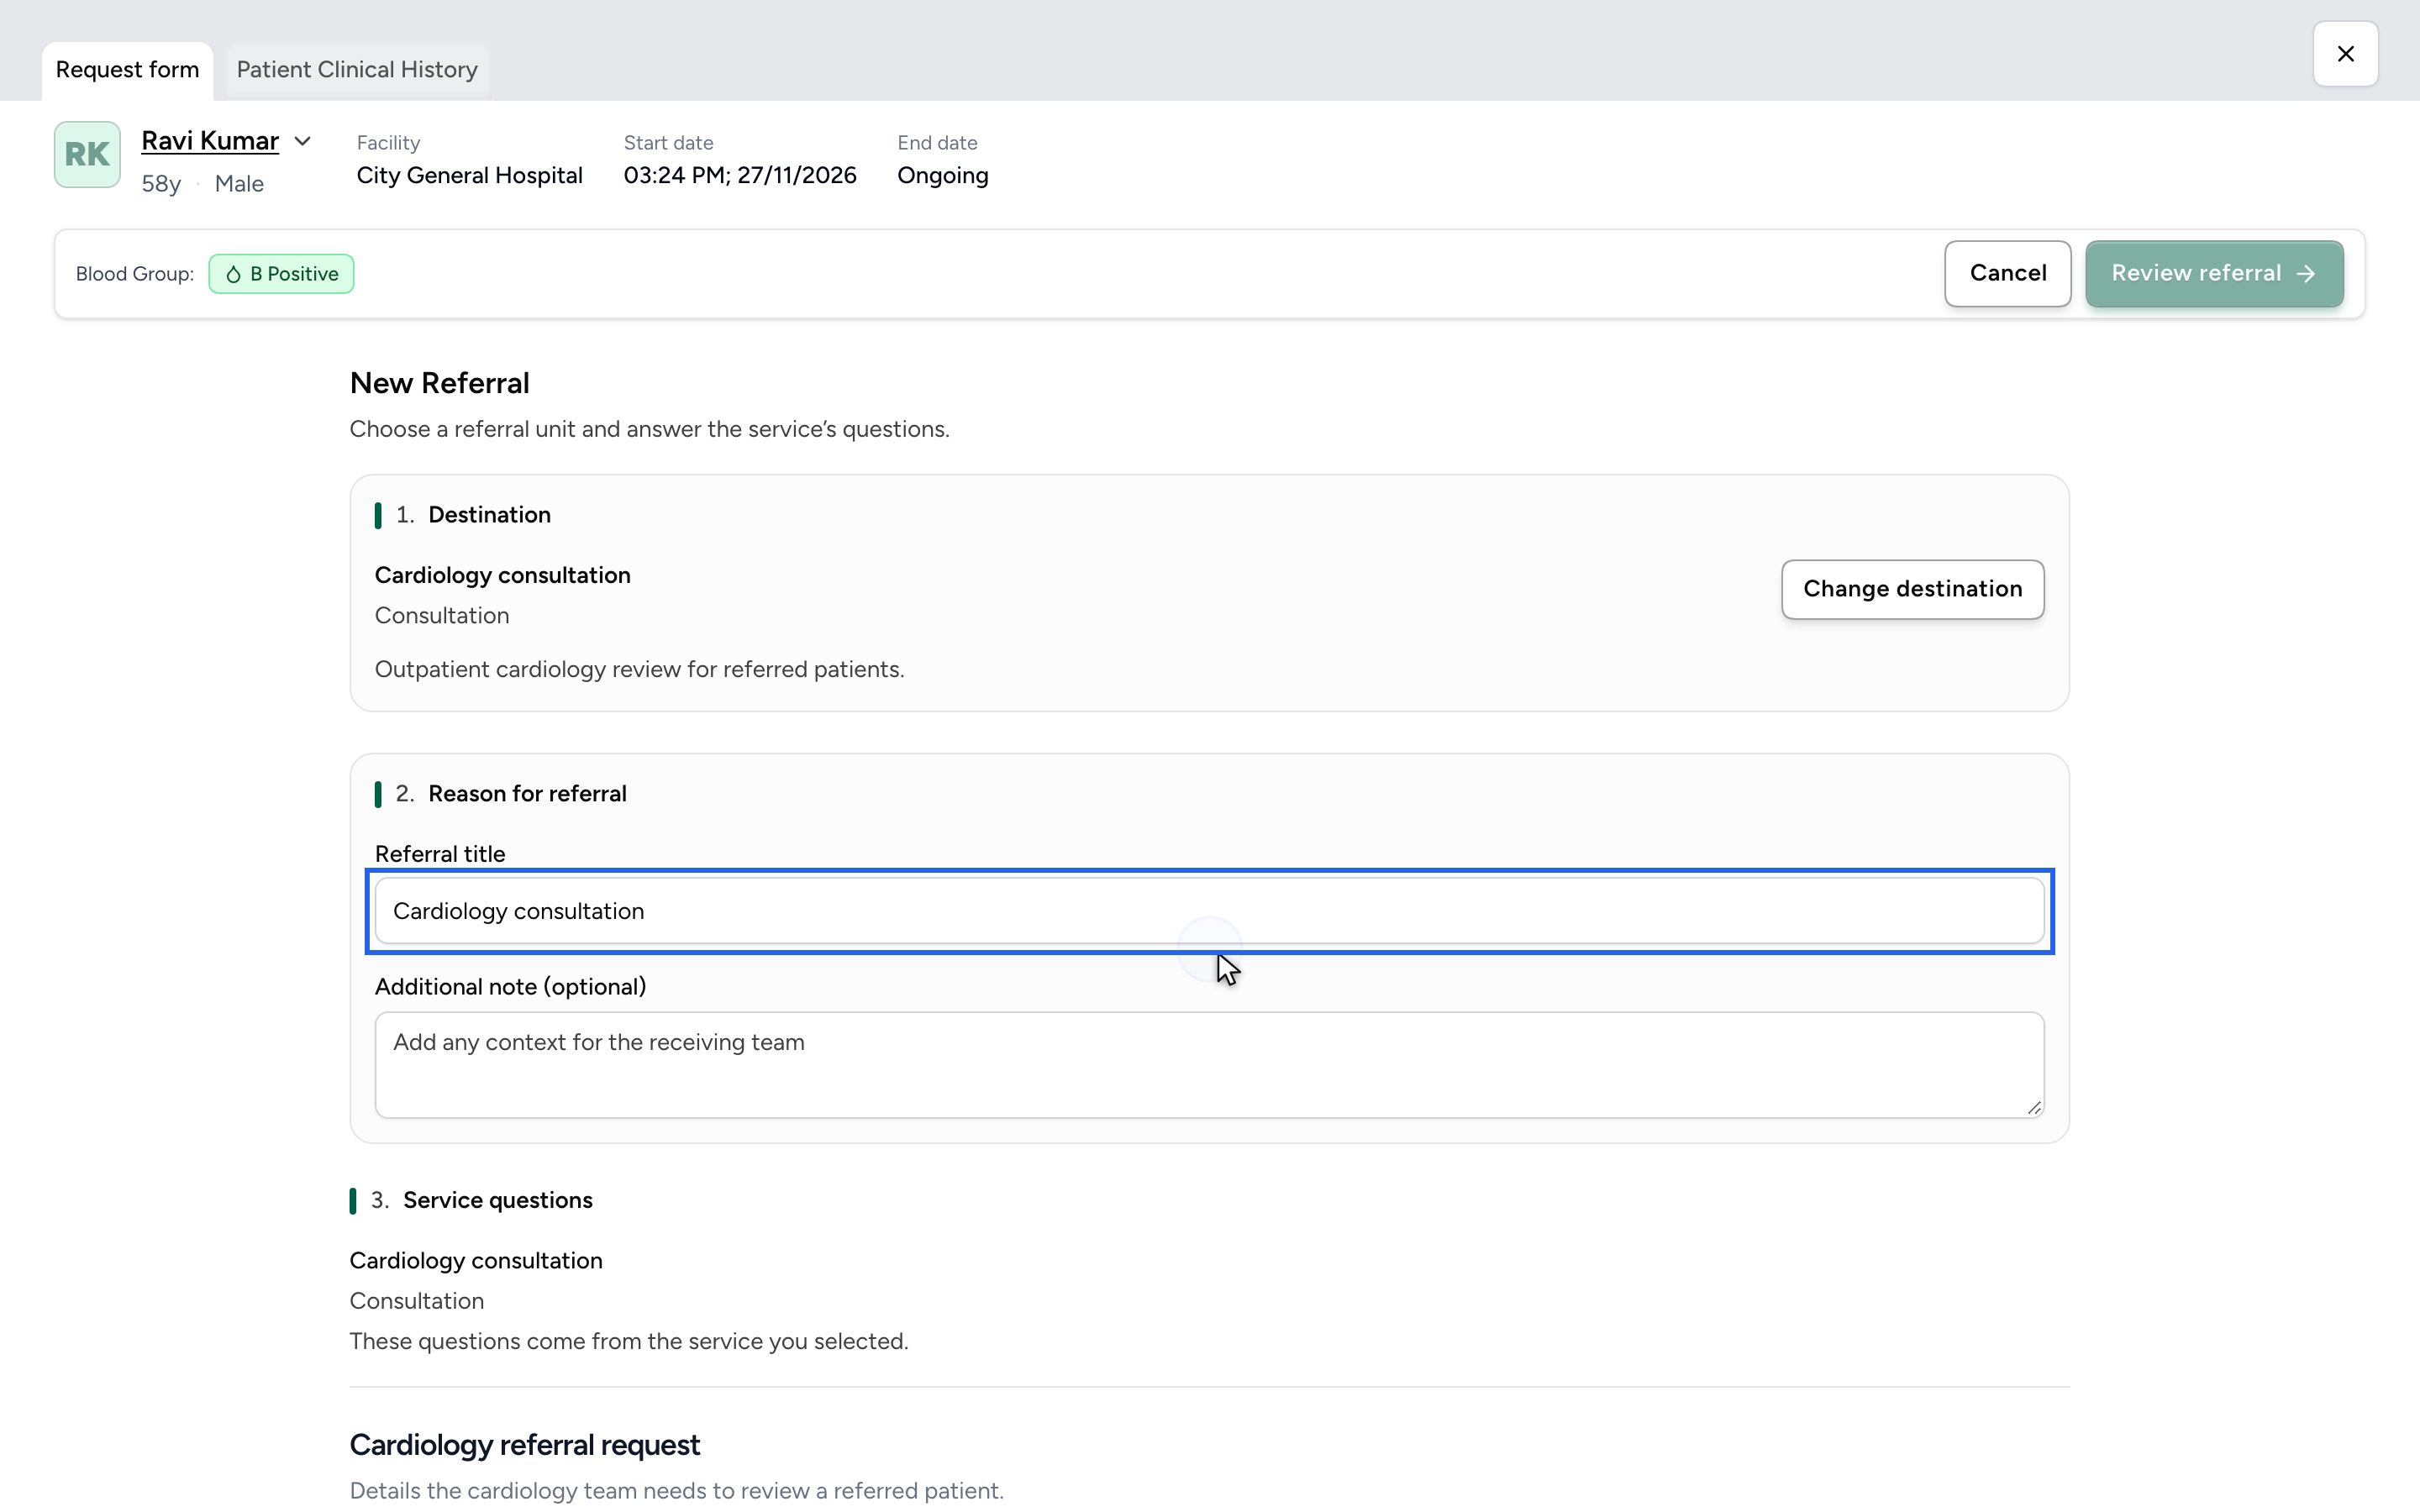 Request form
Patient Clinical History
RK
Ravi Kumar
58y · Male
Facility
City General Hospital
Start date
03:24 PM; 27/11/2026
End date
Ongoing
Blood Group:
B Positive
Cancel
Review referral →
New Referral
Choose a referral unit and answer the service’s questions.
1. Destination
Cardiology consultation
Consultation
Outpatient cardiology review for referred patients.
Change destination
2. Reason for referral
Referral title
Cardiology consultation
Additional note (optional)
Add any context for the receiving team
3. Service questions
Cardiology consultation
Consultation
These questions come from the service you selected.
Cardiology referral request
Details the cardiology team needs to review a referred patient.